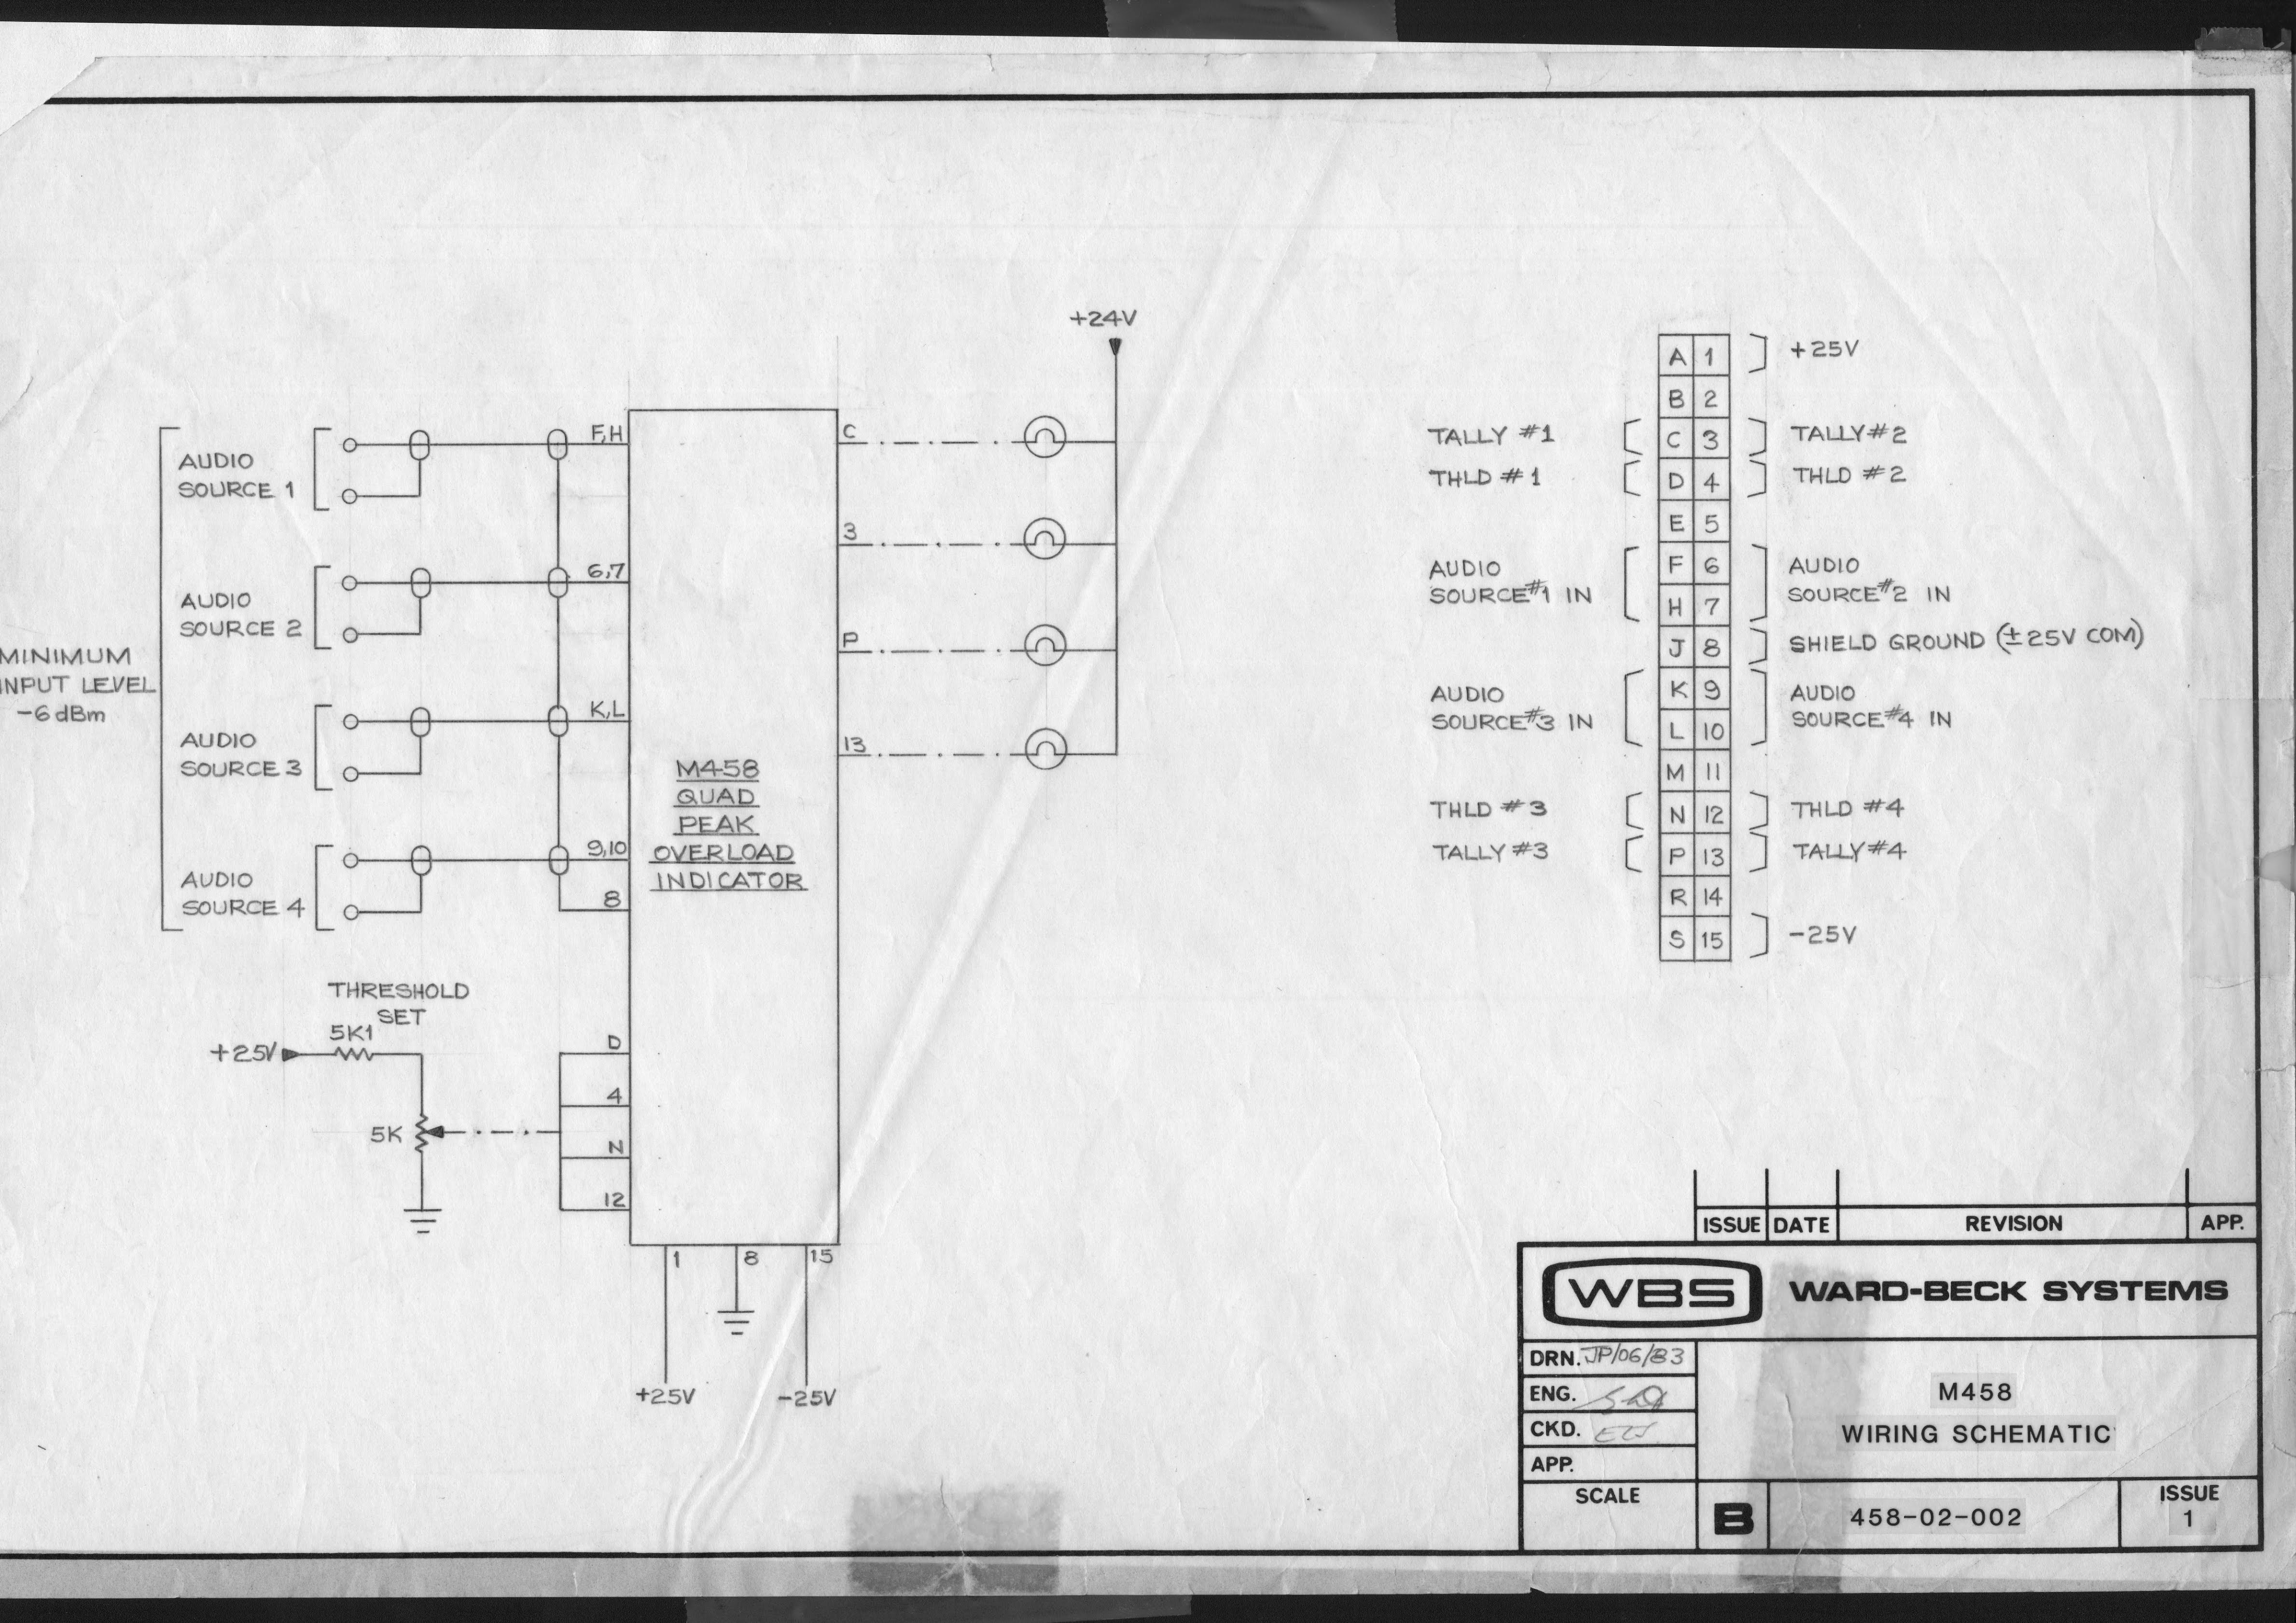 +24V
AUDIO
SOURCE 1
AUDIO
SOURCE 2
MINIMUM
INPUT LEVEL
-6 dBm
AUDIO
SOURCE 3
AUDIO
SOURCE 4
F,H
6,7
K,L
9,10
8
C
3
P
13
M458
QUAD
PEAK
OVERLOAD
INDICATOR
THRESHOLD
SET
5K1
+25V
5K
D
4
N
12
1
8
15
+25V
-25V
A 1 +25V
B 2
TALLY #1 C 3 TALLY #2
THLD #1 D 4 THLD #2
E 5
AUDIO F 6 AUDIO
SOURCE #1 IN H 7 SOURCE #2 IN
J 8 SHIELD GROUND (±25V COM)
AUDIO K 9 AUDIO
SOURCE #3 IN L 10 SOURCE #4 IN
M 11
THLD #3 N 12 THLD #4
TALLY #3 P 13 TALLY #4
R 14
S 15 -25V
ISSUE DATE REVISION APP.
WBS WARD-BECK SYSTEMS
DRN. JP/06/83
ENG.
CKD.
APP.
SCALE
M458
WIRING SCHEMATIC
B
458-02-002
ISSUE
1